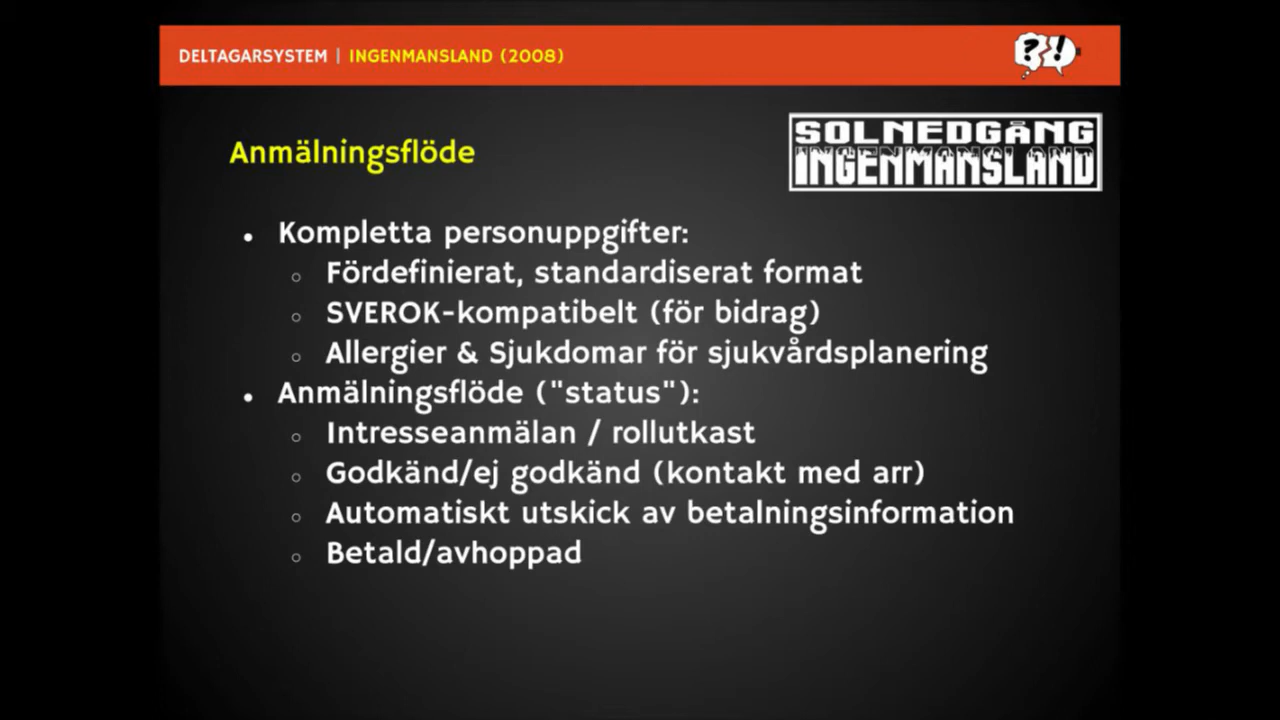 DELTAGARSYSTEM | INGENMANSLAND (2008)
?!
SOLNEDGÅNG
INGENMANSLAND
Anmälningsflöde
• Kompletta personuppgifter:
○ Fördefinierat, standardiserat format
○ SVEROK-kompatibelt (för bidrag)
○ Allergier & Sjukdomar för sjukvårdsplanering
• Anmälningsflöde ("status"):
○ Intresseanmälan / rollutkast
○ Godkänd/ej godkänd (kontakt med arr)
○ Automatiskt utskick av betalningsinformation
○ Betald/avhoppad